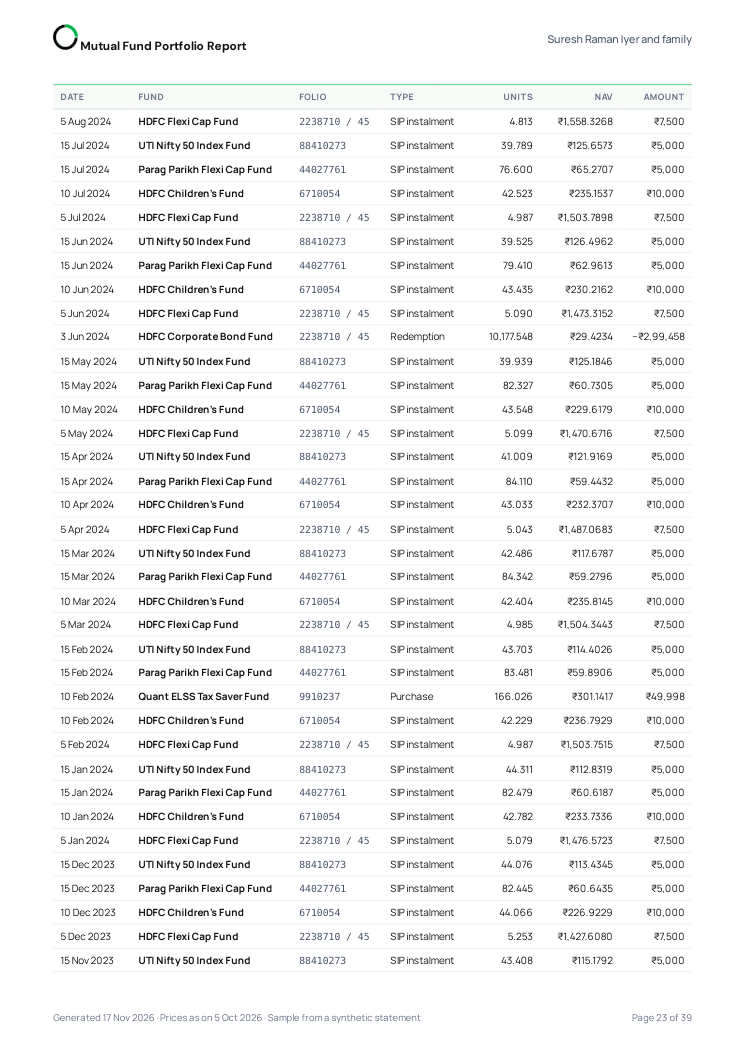 Mutual Fund Portfolio Report
Suresh Raman Iyer and family
DATE FUND FOLIO TYPE UNITS NAV AMOUNT
5 Aug 2024 HDFC Flexi Cap Fund 2238710 / 45 SIP instalment 4.813 ₹1,558.3268 ₹7,500
15 Jul 2024 UTI Nifty 50 Index Fund 88410273 SIP instalment 39.789 ₹125.6573 ₹5,000
15 Jul 2024 Parag Parikh Flexi Cap Fund 44027761 SIP instalment 76.600 ₹65.2707 ₹5,000
10 Jul 2024 HDFC Children's Fund 6710054 SIP instalment 42.523 ₹235.1537 ₹10,000
5 Jul 2024 HDFC Flexi Cap Fund 2238710 / 45 SIP instalment 4.987 ₹1,503.7898 ₹7,500
15 Jun 2024 UTI Nifty 50 Index Fund 88410273 SIP instalment 39.525 ₹126.4962 ₹5,000
15 Jun 2024 Parag Parikh Flexi Cap Fund 44027761 SIP instalment 79.410 ₹62.9613 ₹5,000
10 Jun 2024 HDFC Children's Fund 6710054 SIP instalment 43.435 ₹230.2162 ₹10,000
5 Jun 2024 HDFC Flexi Cap Fund 2238710 / 45 SIP instalment 5.090 ₹1,473.3152 ₹7,500
3 Jun 2024 HDFC Corporate Bond Fund 2238710 / 45 Redemption 10,177.548 ₹29.4234 −₹2,99,458
15 May 2024 UTI Nifty 50 Index Fund 88410273 SIP instalment 39.939 ₹125.1846 ₹5,000
15 May 2024 Parag Parikh Flexi Cap Fund 44027761 SIP instalment 82.327 ₹60.7305 ₹5,000
10 May 2024 HDFC Children's Fund 6710054 SIP instalment 43.548 ₹229.6179 ₹10,000
5 May 2024 HDFC Flexi Cap Fund 2238710 / 45 SIP instalment 5.099 ₹1,470.6716 ₹7,500
15 Apr 2024 UTI Nifty 50 Index Fund 88410273 SIP instalment 41.009 ₹121.9169 ₹5,000
15 Apr 2024 Parag Parikh Flexi Cap Fund 44027761 SIP instalment 84.110 ₹59.4432 ₹5,000
10 Apr 2024 HDFC Children's Fund 6710054 SIP instalment 43.033 ₹232.3707 ₹10,000
5 Apr 2024 HDFC Flexi Cap Fund 2238710 / 45 SIP instalment 5.043 ₹1,487.0683 ₹7,500
15 Mar 2024 UTI Nifty 50 Index Fund 88410273 SIP instalment 42.486 ₹117.6787 ₹5,000
15 Mar 2024 Parag Parikh Flexi Cap Fund 44027761 SIP instalment 84.342 ₹59.2796 ₹5,000
10 Mar 2024 HDFC Children's Fund 6710054 SIP instalment 42.404 ₹235.8145 ₹10,000
5 Mar 2024 HDFC Flexi Cap Fund 2238710 / 45 SIP instalment 4.985 ₹1,504.3443 ₹7,500
15 Feb 2024 UTI Nifty 50 Index Fund 88410273 SIP instalment 43.703 ₹114.4026 ₹5,000
15 Feb 2024 Parag Parikh Flexi Cap Fund 44027761 SIP instalment 83.481 ₹59.8906 ₹5,000
10 Feb 2024 Quant ELSS Tax Saver Fund 9910237 Purchase 166.026 ₹301.1417 ₹49,998
10 Feb 2024 HDFC Children's Fund 6710054 SIP instalment 42.229 ₹236.7929 ₹10,000
5 Feb 2024 HDFC Flexi Cap Fund 2238710 / 45 SIP instalment 4.987 ₹1,503.7515 ₹7,500
15 Jan 2024 UTI Nifty 50 Index Fund 88410273 SIP instalment 44.311 ₹112.8319 ₹5,000
15 Jan 2024 Parag Parikh Flexi Cap Fund 44027761 SIP instalment 82.479 ₹60.6187 ₹5,000
10 Jan 2024 HDFC Children's Fund 6710054 SIP instalment 42.782 ₹233.7336 ₹10,000
5 Jan 2024 HDFC Flexi Cap Fund 2238710 / 45 SIP instalment 5.079 ₹1,476.5723 ₹7,500
15 Dec 2023 UTI Nifty 50 Index Fund 88410273 SIP instalment 44.076 ₹113.4345 ₹5,000
15 Dec 2023 Parag Parikh Flexi Cap Fund 44027761 SIP instalment 82.445 ₹60.6435 ₹5,000
10 Dec 2023 HDFC Children's Fund 6710054 SIP instalment 44.066 ₹226.9229 ₹10,000
5 Dec 2023 HDFC Flexi Cap Fund 2238710 / 45 SIP instalment 5.253 ₹1,427.6080 ₹7,500
15 Nov 2023 UTI Nifty 50 Index Fund 88410273 SIP instalment 43.408 ₹115.1792 ₹5,000
Generated 17 Nov 2026 · Prices as on 5 Oct 2026 · Sample from a synthetic statement
Page 23 of 39